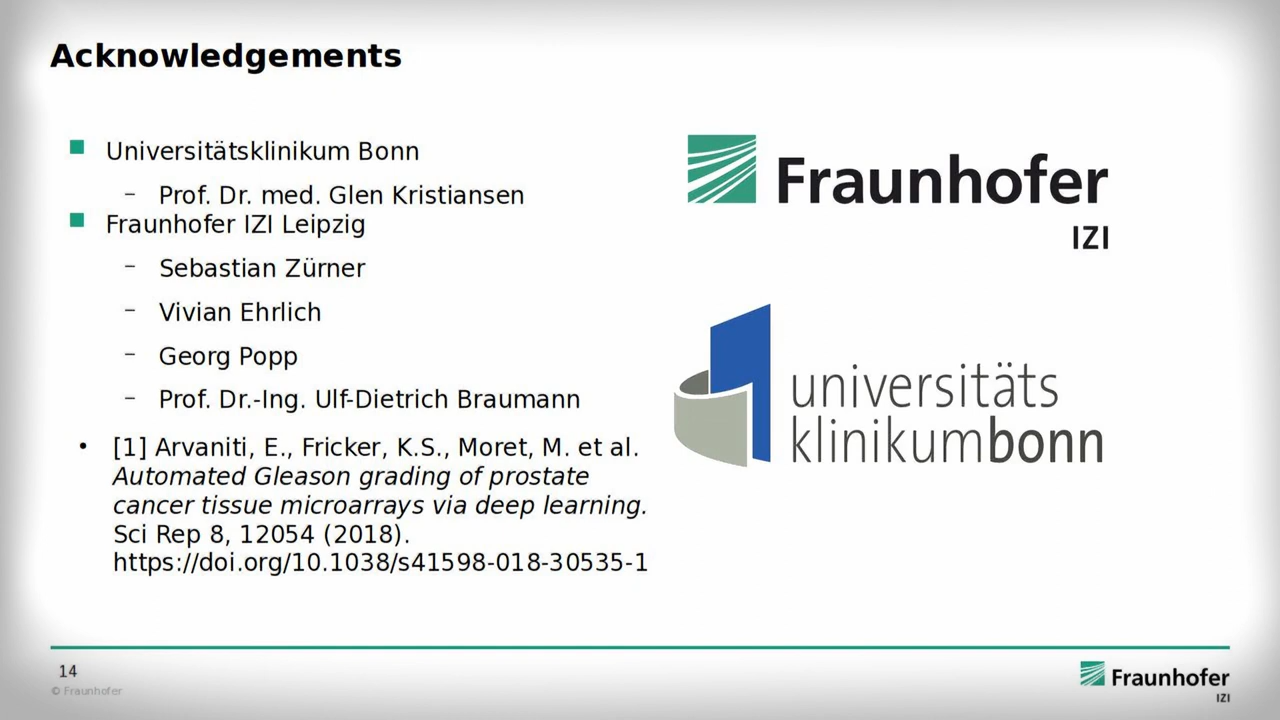 Acknowledgements
Universitätsklinikum Bonn
– Prof. Dr. med. Glen Kristiansen
Fraunhofer IZI Leipzig
– Sebastian Zürner
– Vivian Ehrlich
– Georg Popp
– Prof. Dr.-Ing. Ulf-Dietrich Braumann
• [1] Arvaniti, E., Fricker, K.S., Moret, M. et al.
Automated Gleason grading of prostate
cancer tissue microarrays via deep learning.
Sci Rep 8, 12054 (2018).
https://doi.org/10.1038/s41598-018-30535-1
Fraunhofer
IZI
universitäts
klinikumbonn
14
© Fraunhofer
Fraunhofer
IZI